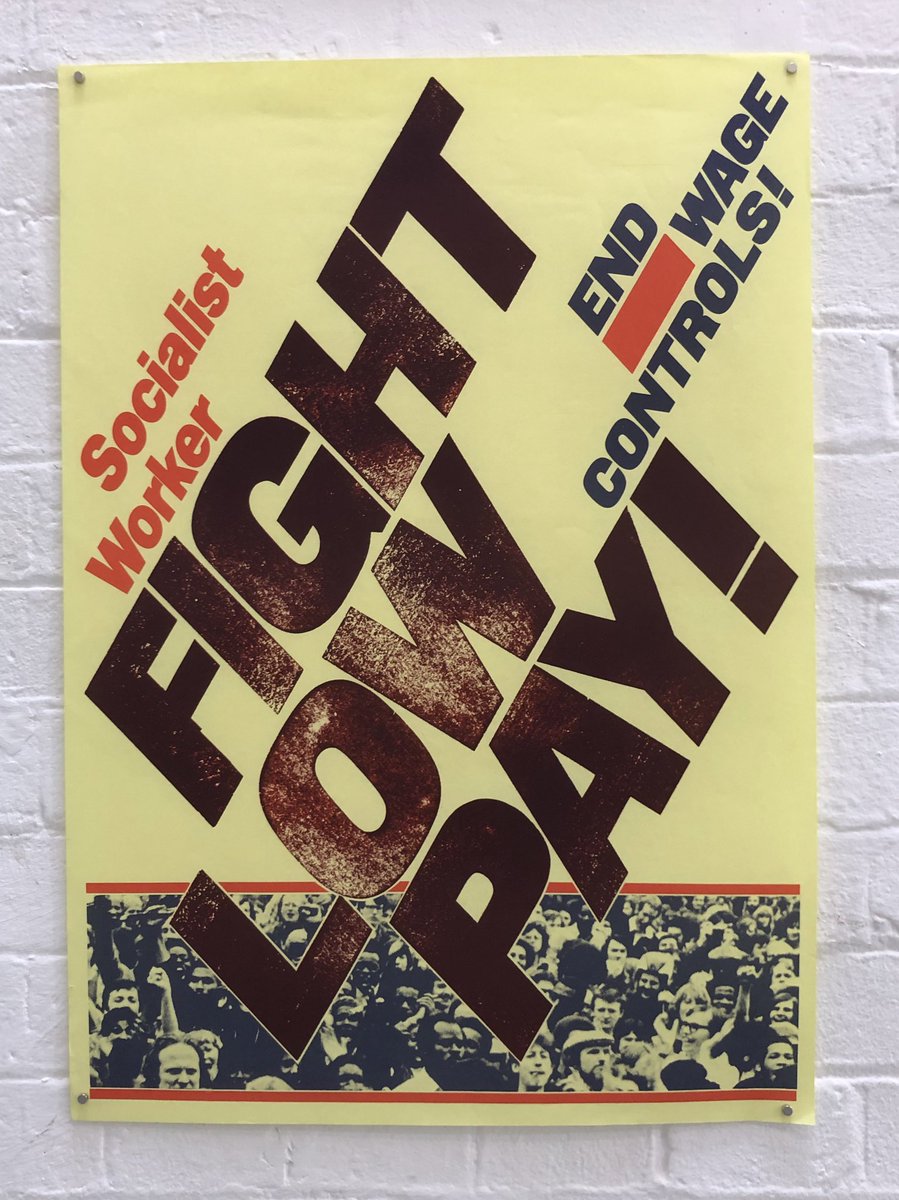 Socialist
Worker
FIGHT
LOW
PAY!
END WAGE
CONTROLS!